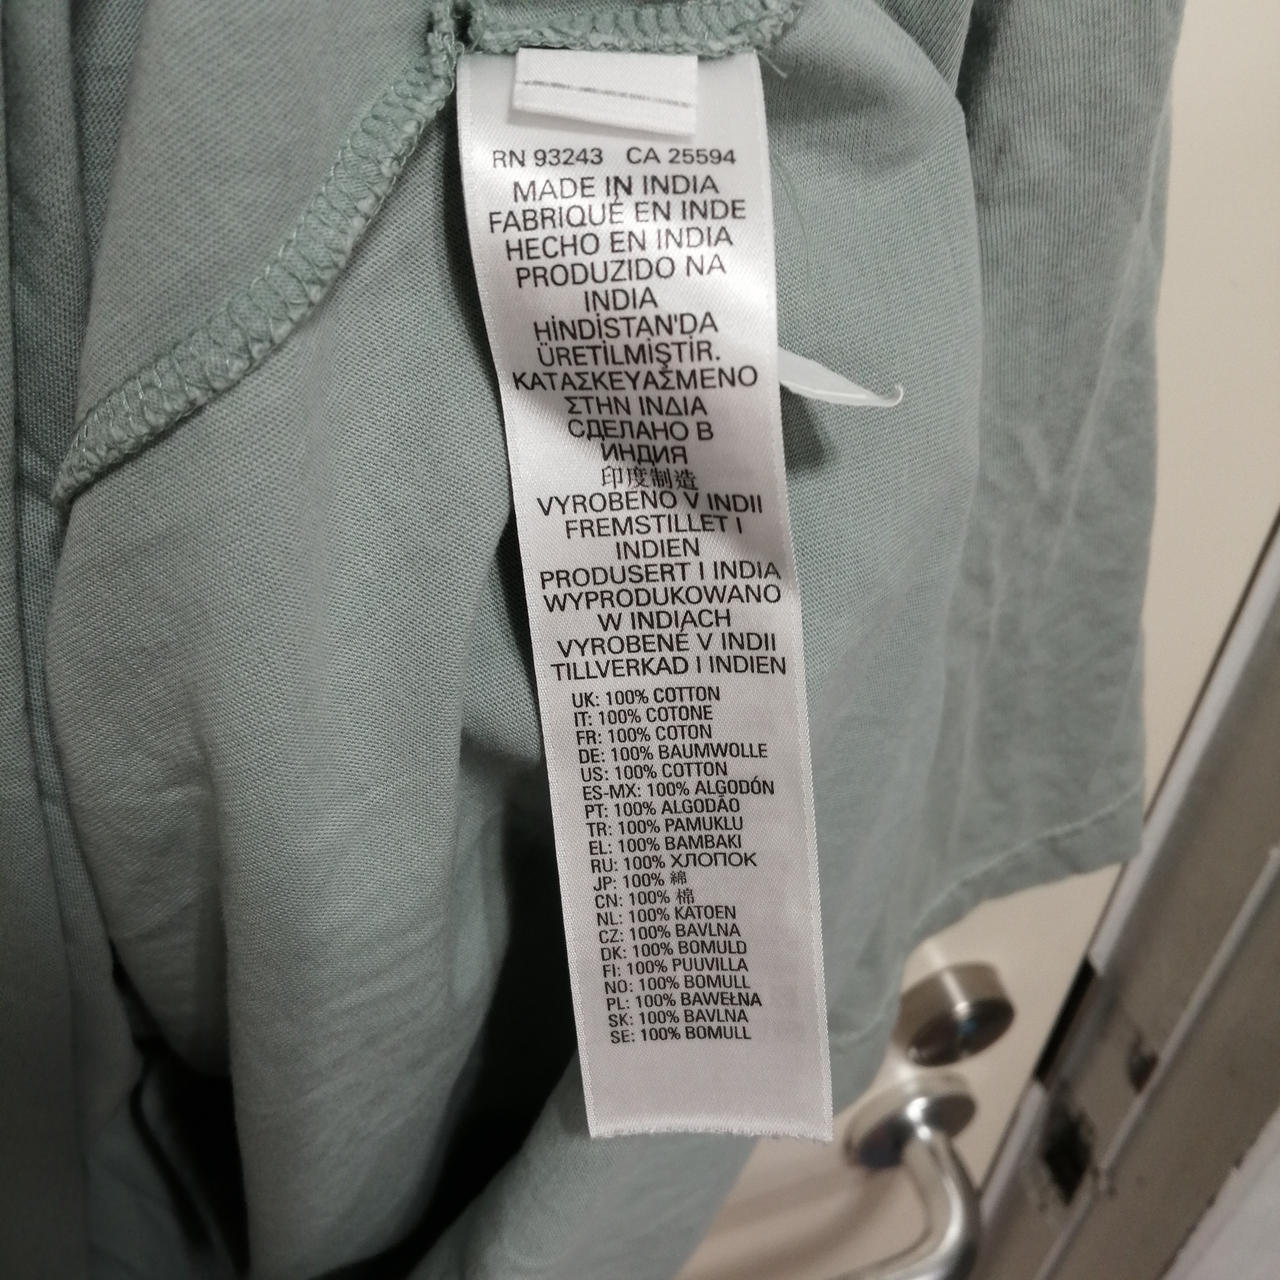 RN 93243 CA 25594
MADE IN INDIA
FABRIQUÉ EN INDE
HECHO EN INDIA
PRODUZIDO NA
INDIA
HİNDİSTAN'DA
ÜRETİLMİŞTİR.
ΚΑΤΑΣΚΕΥΑΣΜΕΝΟ
ΣΤΗΝ ΙΝΔΙΑ
СДЕЛАНО В
ИНДИЯ
印度制造
VYROBENO V INDII
FREMSTILLET I
INDIEN
PRODUSERT I INDIA
WYPRODUKOWANO
W INDIACH
VYROBENÉ V INDII
TILLVERKAD I INDIEN
UK: 100% COTTON
IT: 100% COTONE
FR: 100% COTON
DE: 100% BAUMWOLLE
US: 100% COTTON
ES-MX: 100% ALGODÓN
PT: 100% ALGODÃO
TR: 100% PAMUKLU
EL: 100% ΒΑΜΒΑΚΙ
RU: 100% ХЛОПОК
JP: 100% 綿
CN: 100% 棉
NL: 100% KATOEN
CZ: 100% BAVLNA
DK: 100% BOMULD
FI: 100% PUUVILLA
NO: 100% BOMULL
PL: 100% BAWEŁNA
SK: 100% BAVLNA
SE: 100% BOMULL